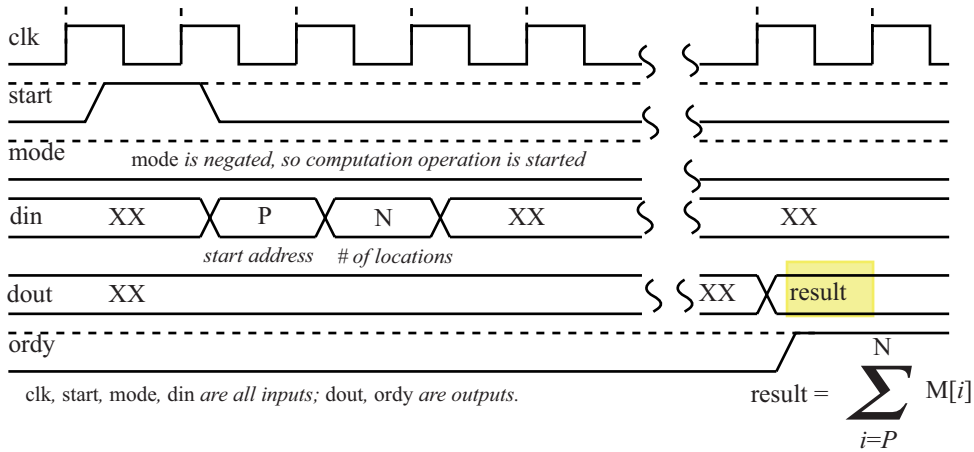 clk
start
mode
mode is negated, so computation operation is started
din XX P N XX XX
start address # of locations
dout XX XX result
ordy
clk, start, mode, din are all inputs; dout, ordy are outputs.
N
result = ∑ M[i]
i=P